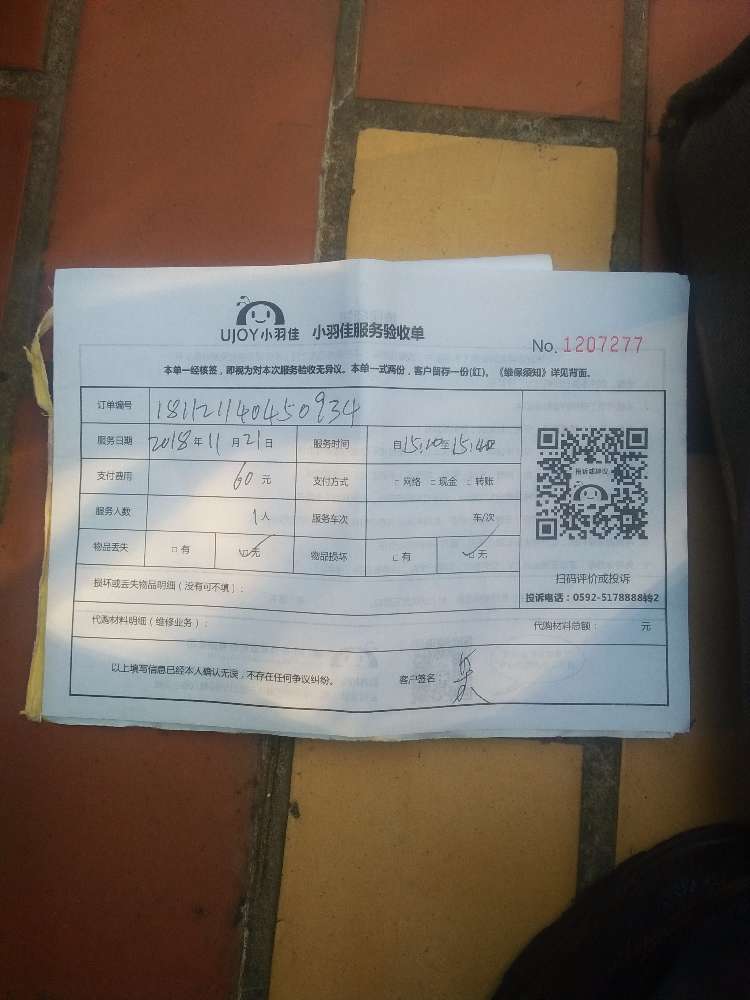 UJOY小羽佳 小羽佳服务验收单
No. 1207277
本单一经核签，即视为对本次服务验收无异议。本单一式两份，客户留存一份(红)。《维保须知》详见背面。
订单编号 181121140450934
服务日期 2018年11月21日 服务时间 自15:10至15:40
支付费用 60元 支付方式 □网络 □现金 □转账
服务人数 1人 服务车次 车/次
物品丢失 □有 ☑无 物品损坏 □有 ☑无
投诉或建议
扫码评价或投诉
投诉电话：0592-5178888转2
损坏或丢失物品明细（没有可不填）：
代购材料明细（维修业务）： 代购材料总额： 元
以上填写信息已经本人确认无误，不存在任何争议纠纷。 客户签名：